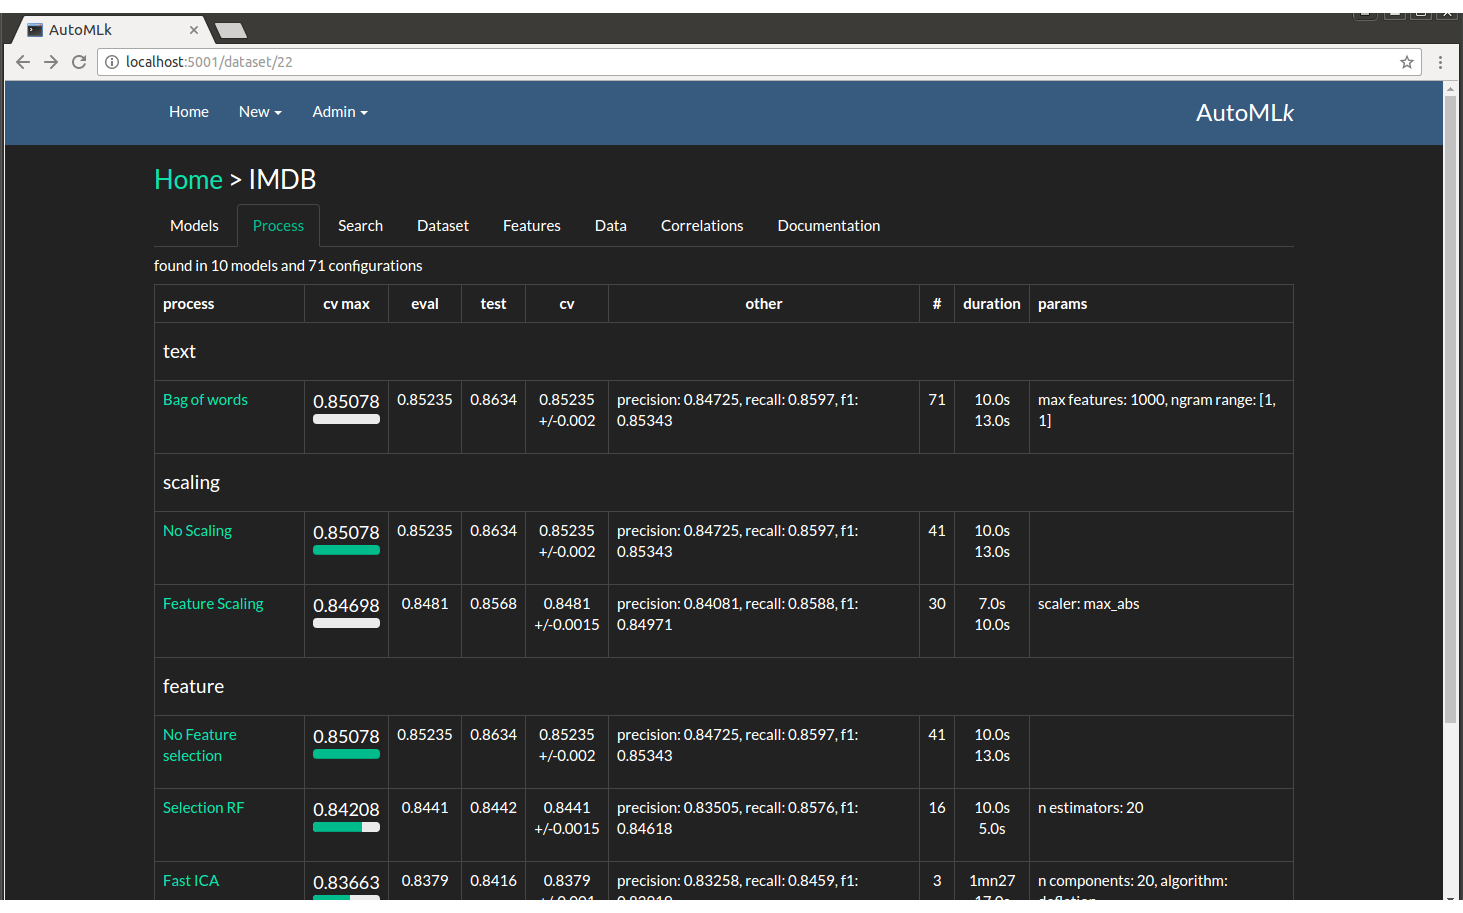 AutoMLk
localhost:5001/dataset/22
Home New Admin AutoMLk
Home > IMDB
Models Process Search Dataset Features Data Correlations Documentation
found in 10 models and 71 configurations
process cv max eval test cv other # duration params
text
Bag of words 0.85078 0.85235 0.8634 0.85235 precision: 0.84725, recall: 0.8597, f1: 71 10.0s max features: 1000, ngram range: [1,
+/-0.002 0.85343 13.0s 1]
scaling
No Scaling 0.85078 0.85235 0.8634 0.85235 precision: 0.84725, recall: 0.8597, f1: 41 10.0s
+/-0.002 0.85343 13.0s
Feature Scaling 0.84698 0.8481 0.8568 0.8481 precision: 0.84081, recall: 0.8588, f1: 30 7.0s scaler: max_abs
+/-0.0015 0.84971 10.0s
feature
No Feature 0.85078 0.85235 0.8634 0.85235 precision: 0.84725, recall: 0.8597, f1: 41 10.0s
selection +/-0.002 0.85343 13.0s
Selection RF 0.84208 0.8441 0.8442 0.8441 precision: 0.83505, recall: 0.8576, f1: 16 10.0s n estimators: 20
+/-0.0015 0.84618 5.0s
Fast ICA 0.83663 0.8379 0.8416 0.8379 precision: 0.83258, recall: 0.8459, f1: 3 1mn27 n components: 20, algorithm: